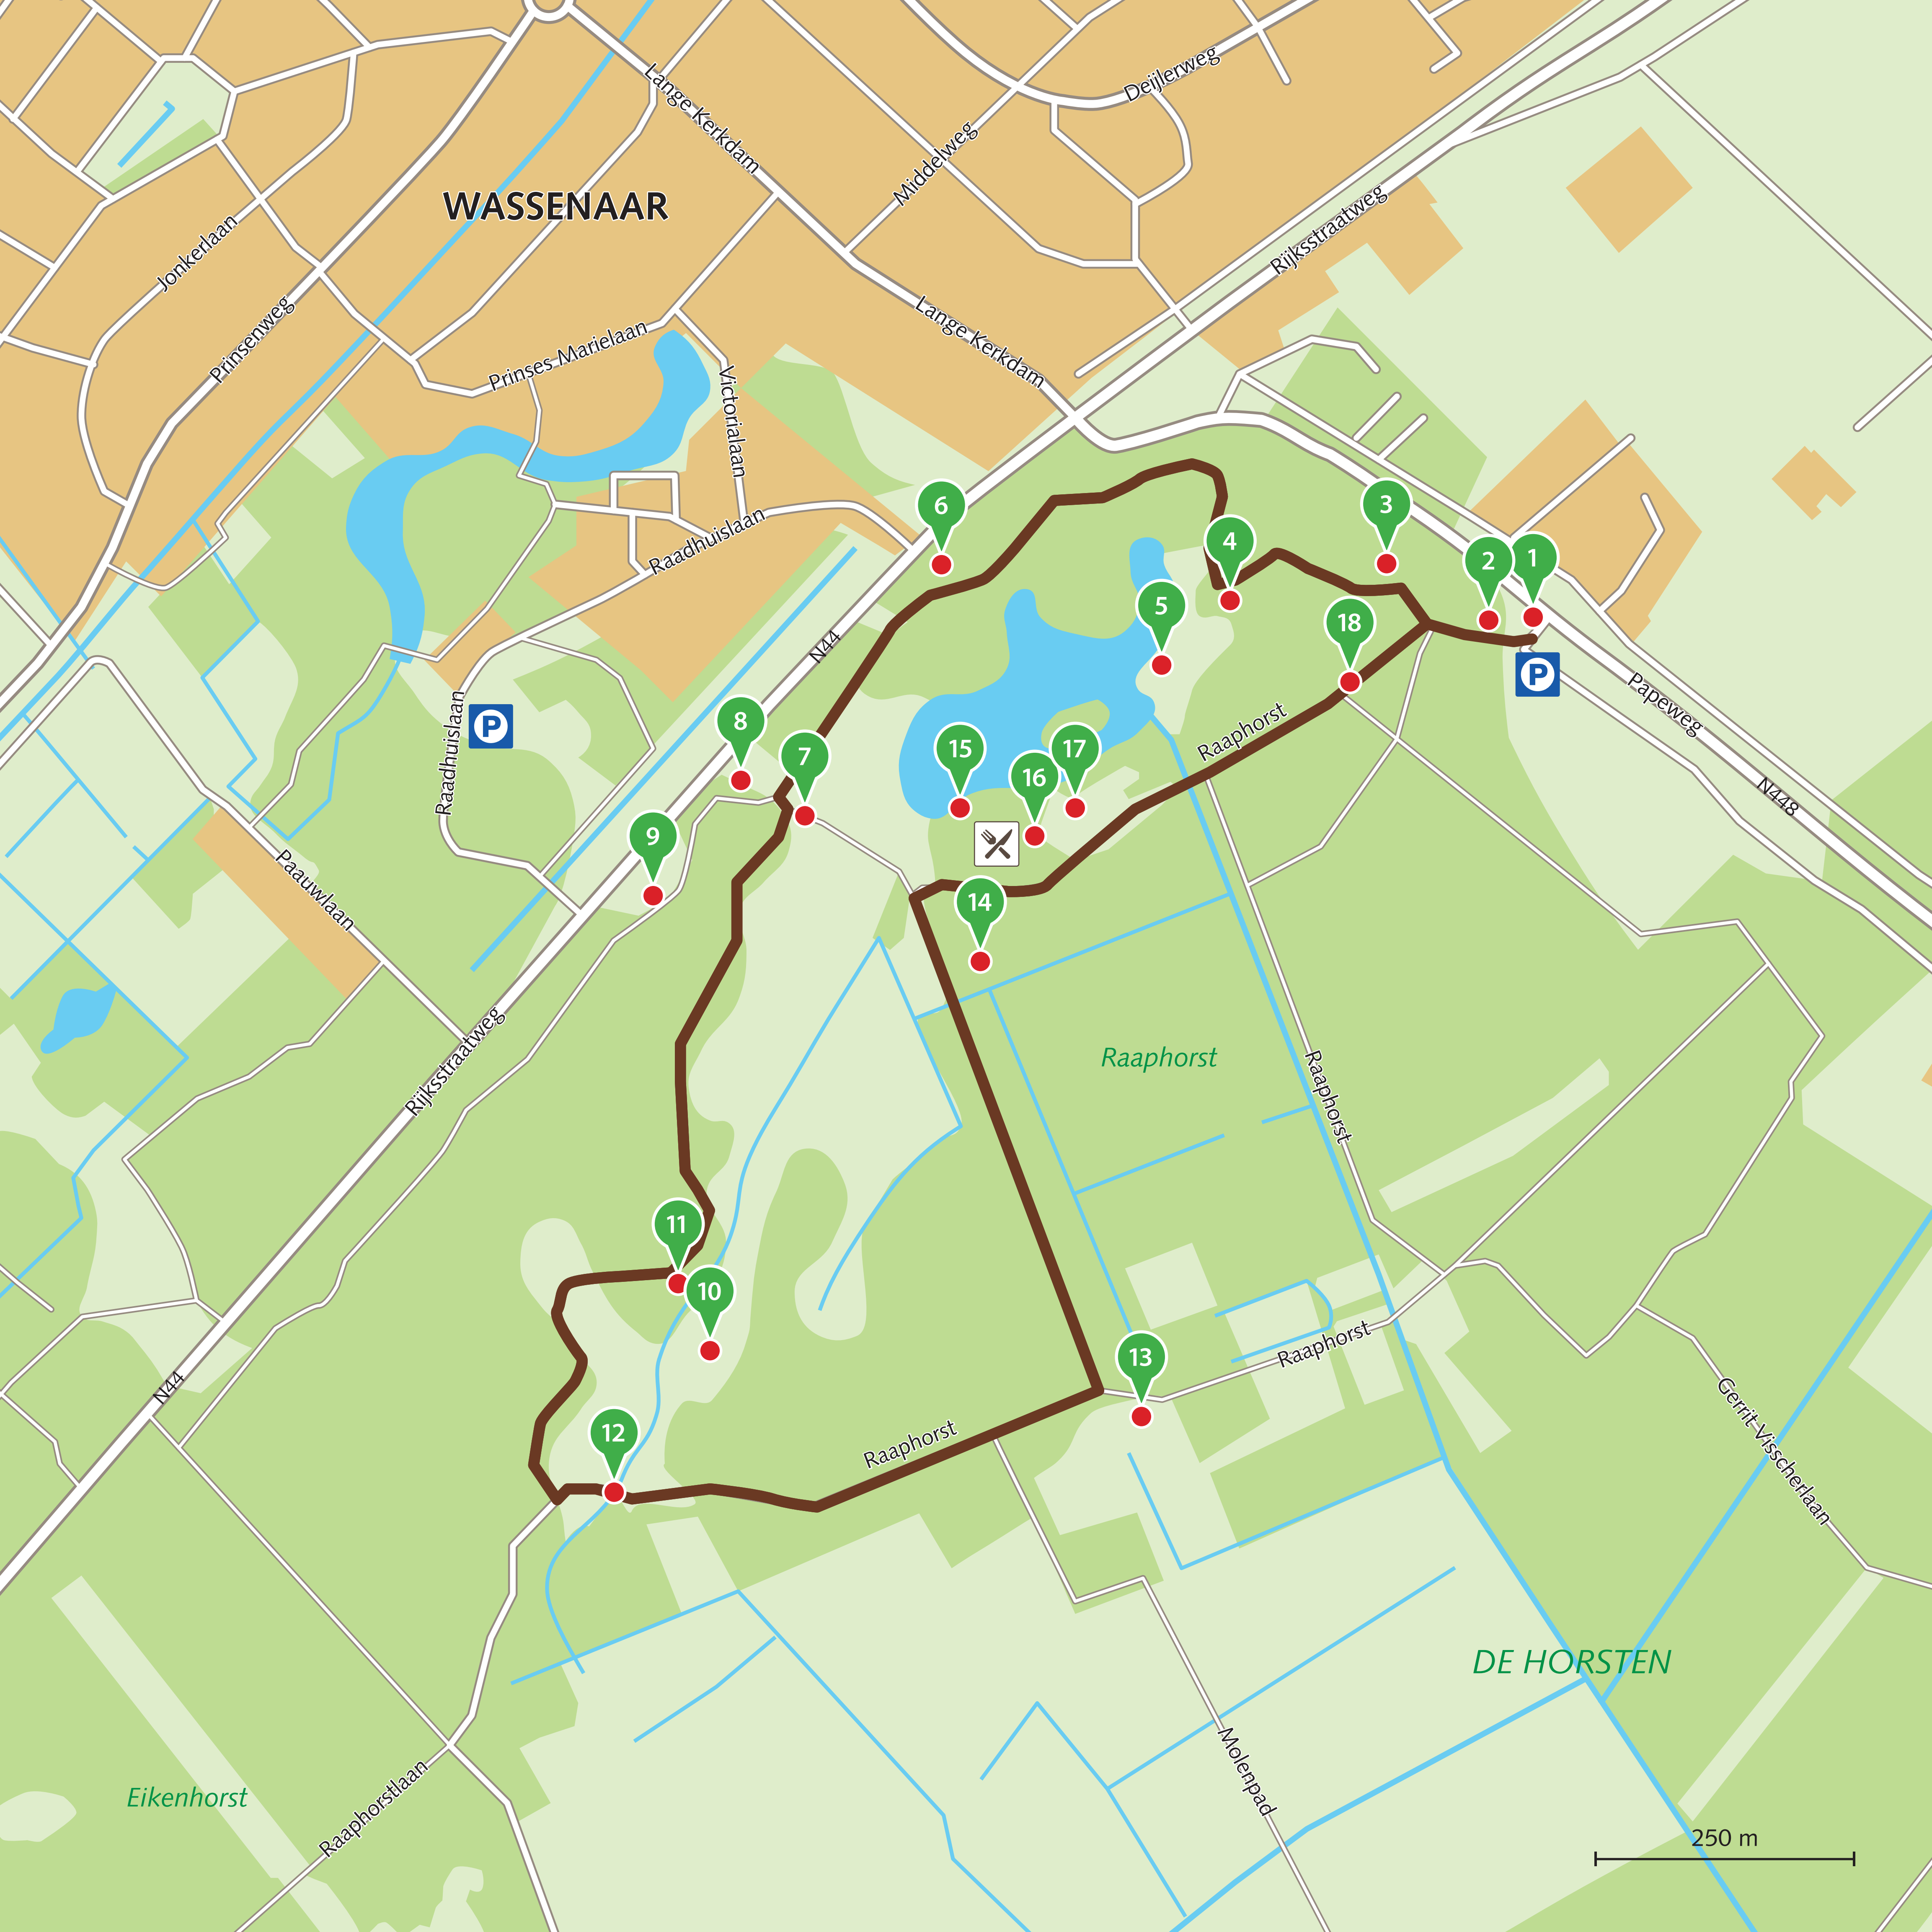 Deijlerweg
Lange Kerkdam
Middelweg
WASSENAAR
Rijksstraatweg
Jonkerlaan
Prinsenweg
Lange Kerkdam
Prinses Marielaan
Victorialaan
6
3
Raadhuislaan
4
2
1
5
18
N44
P
Papeweg
Raadhuislaan
P
8
7
15
17
16
Raaphorst
N448
9
Paauwlaan
14
Rijksstraatweg
Raaphorst
Raaphorst
11
10
N44
13
Raaphorst
12
Raaphorst
Gerrit Visscherlaan
DE HORSTEN
Molenpad
Eikenhorst
Raaphorstlaan
250 m